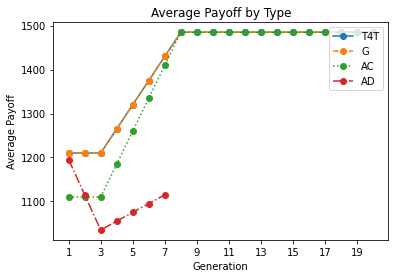 Average Payoff by Type
1500
1400
1300
1200
1100
Average Payoff
T4T
G
AC
AD
1 3 5 7 9 11 13 15 17 19
Generation